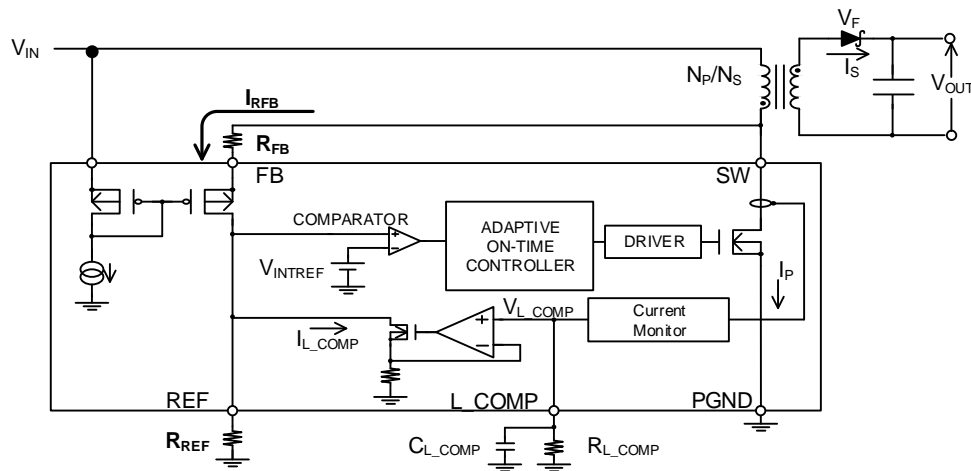 V_F
V_IN
N_P/N_S
I_S
V_OUT
I_RFB
R_FB
FB
SW
COMPARATOR
ADAPTIVE
ON-TIME
CONTROLLER
DRIVER
V_INTREF
I_P
V_L_COMP
Current
Monitor
I_L_COMP
REF
L_COMP
PGND
R_REF
C_L_COMP
R_L_COMP